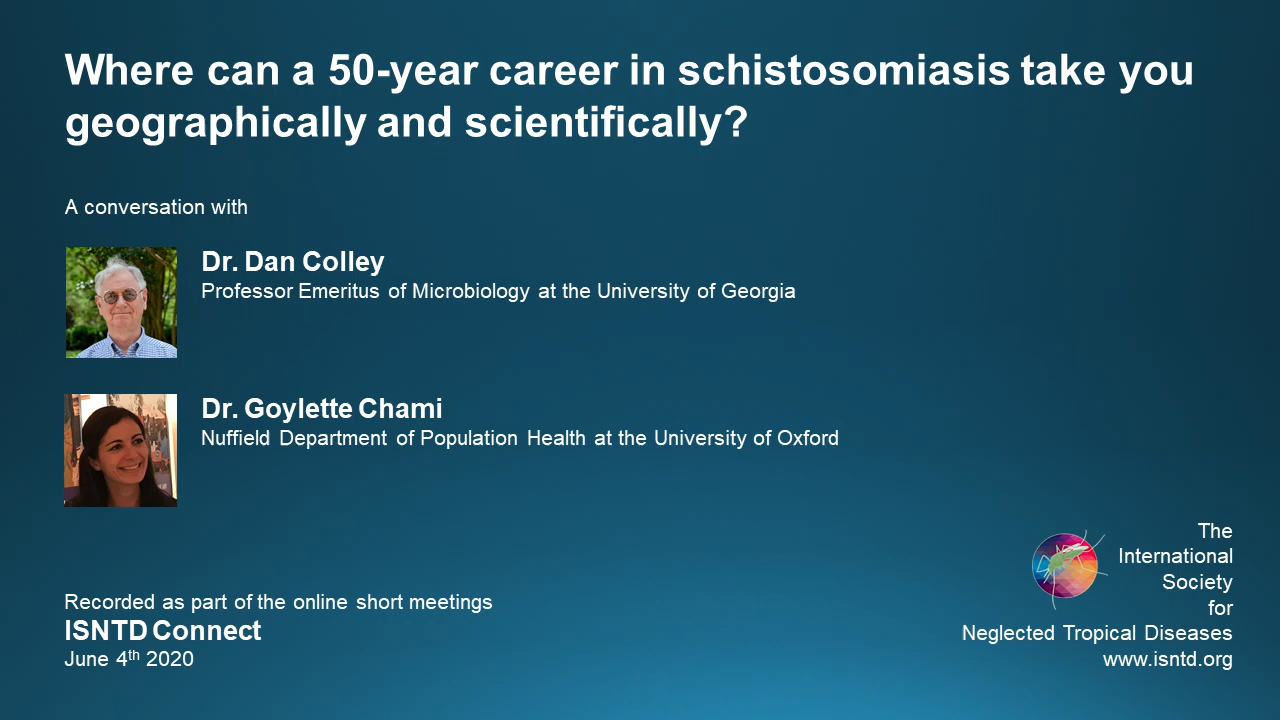 Where can a 50-year career in schistosomiasis take you
geographically and scientifically?
A conversation with
Dr. Dan Colley
Professor Emeritus of Microbiology at the University of Georgia
Dr. Goylette Chami
Nuffield Department of Population Health at the University of Oxford
Recorded as part of the online short meetings
ISNTD Connect
June 4th 2020
The
International
Society
for
Neglected Tropical Diseases
www.isntd.org